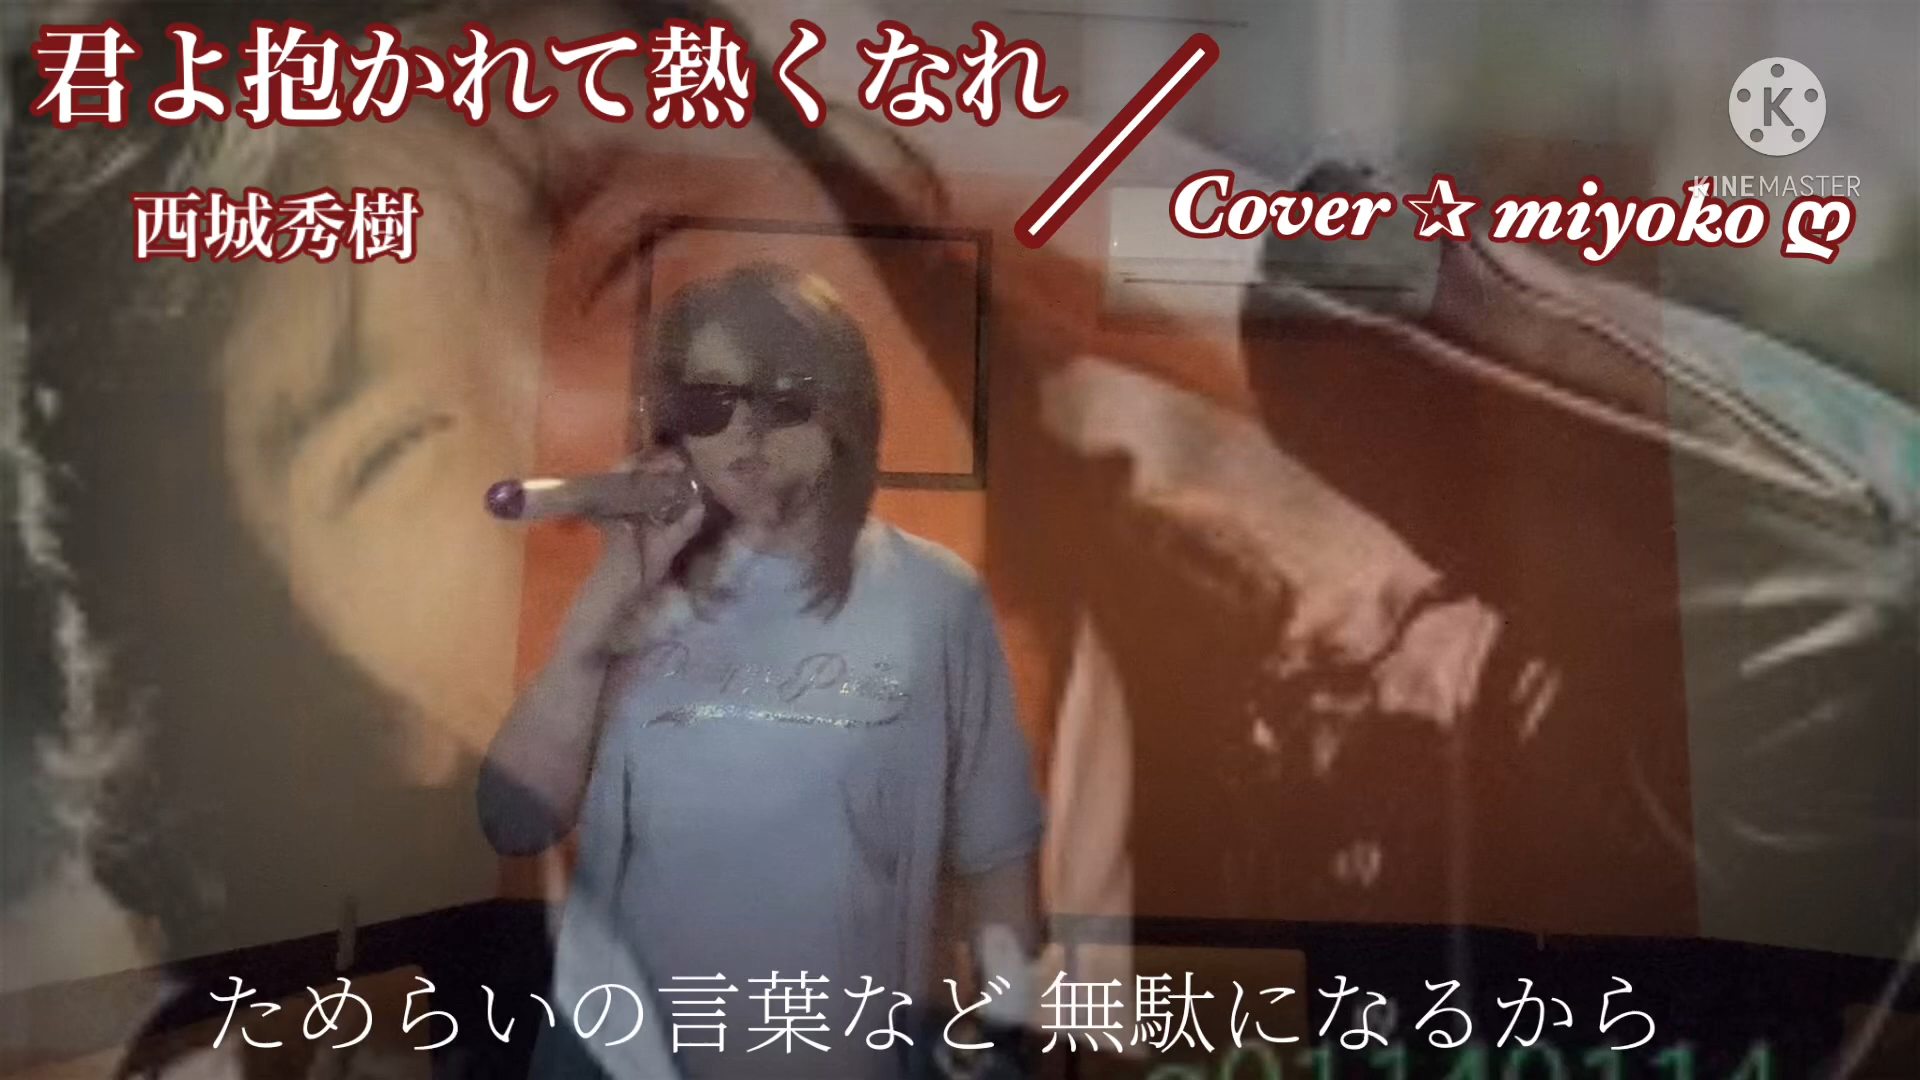 君よ抱かれて熱くなれ
西城秀樹
/
Cover ☆ miyoko ღ
KINEMASTER
ためらいの言葉など 無駄になるから